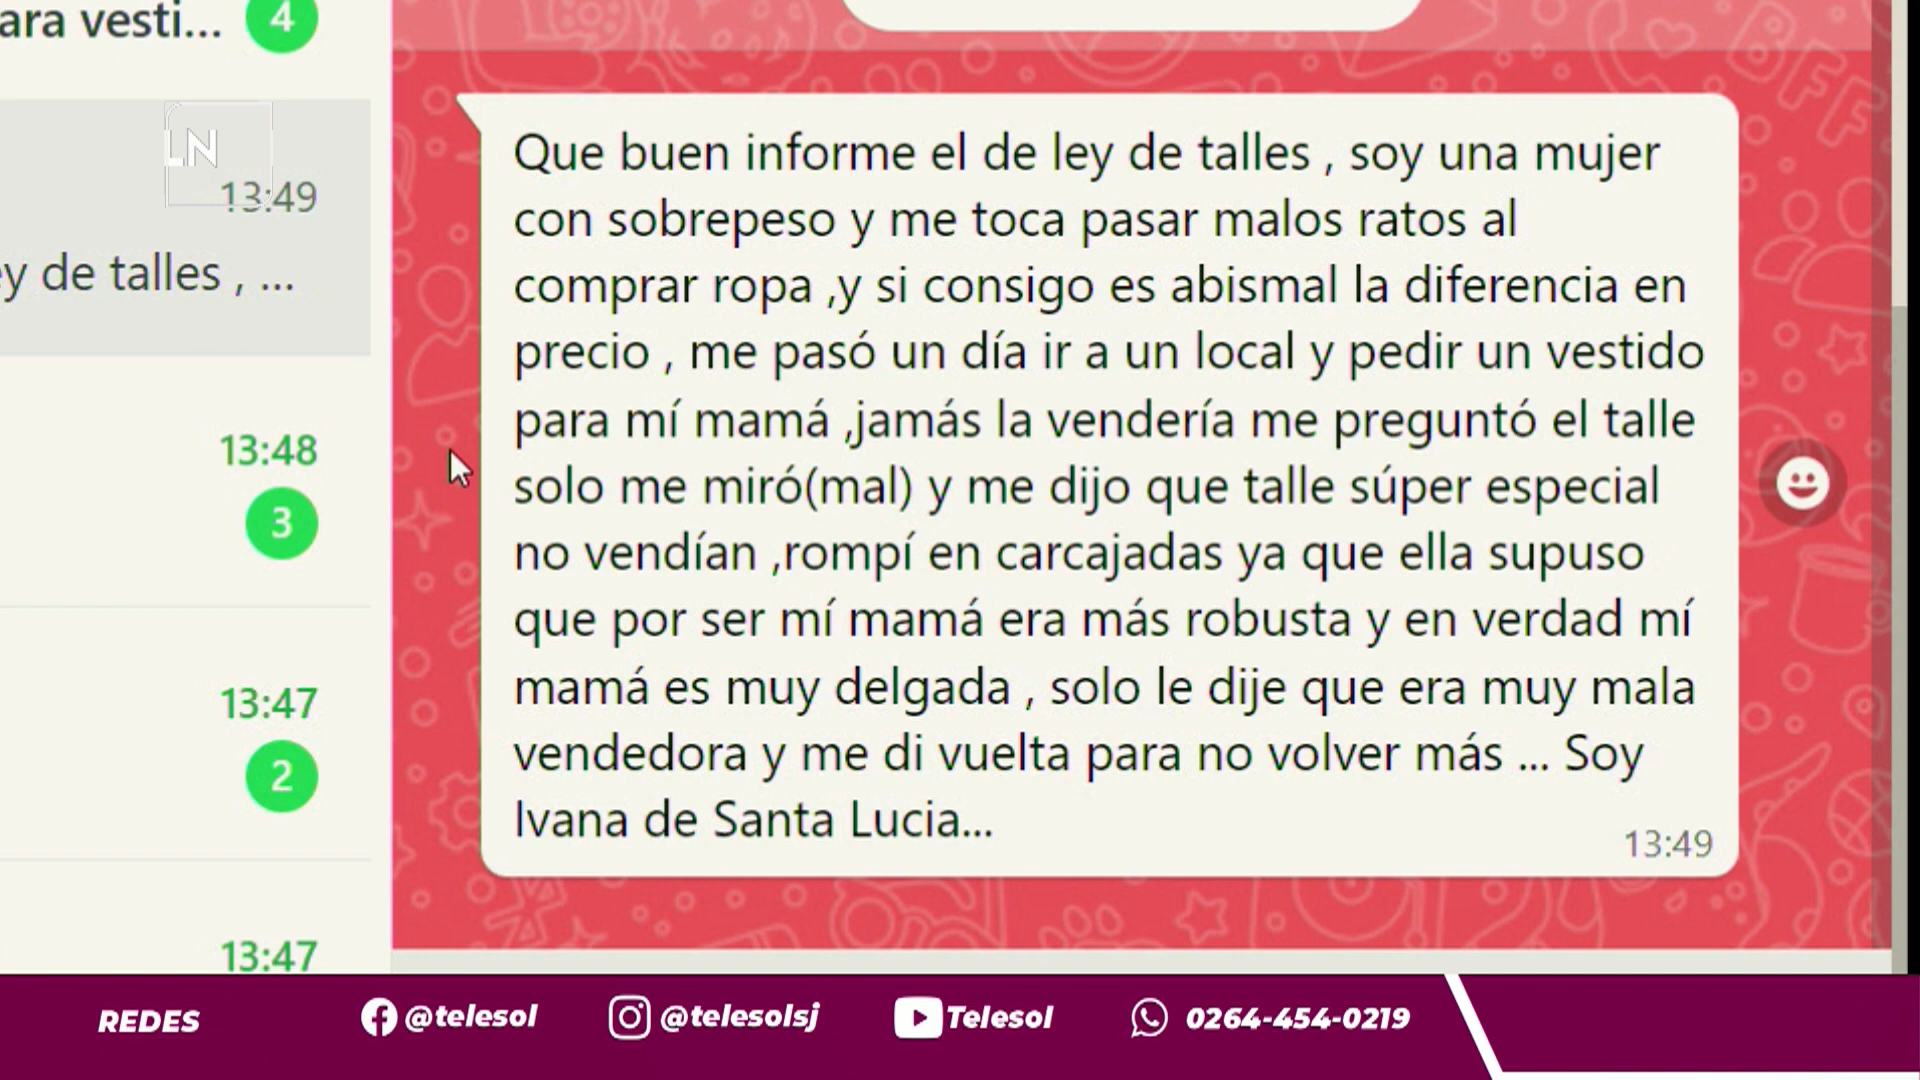 ara vesti...
4
LN
13:49
ey de talles , ...
13:48
3
13:47
2
13:47
BFF
Que buen informe el de ley de talles , soy una mujer
con sobrepeso y me toca pasar malos ratos al
comprar ropa ,y si consigo es abismal la diferencia en
precio , me pasó un día ir a un local y pedir un vestido
para mí mamá ,jamás la vendería me preguntó el talle
solo me miró(mal) y me dijo que talle súper especial
no vendían ,rompí en carcajadas ya que ella supuso
que por ser mí mamá era más robusta y en verdad mí
mamá es muy delgada , solo le dije que era muy mala
vendedora y me di vuelta para no volver más ... Soy
Ivana de Santa Lucia...
13:49
REDES @telesol @telesolsj Telesol 0264-454-0219